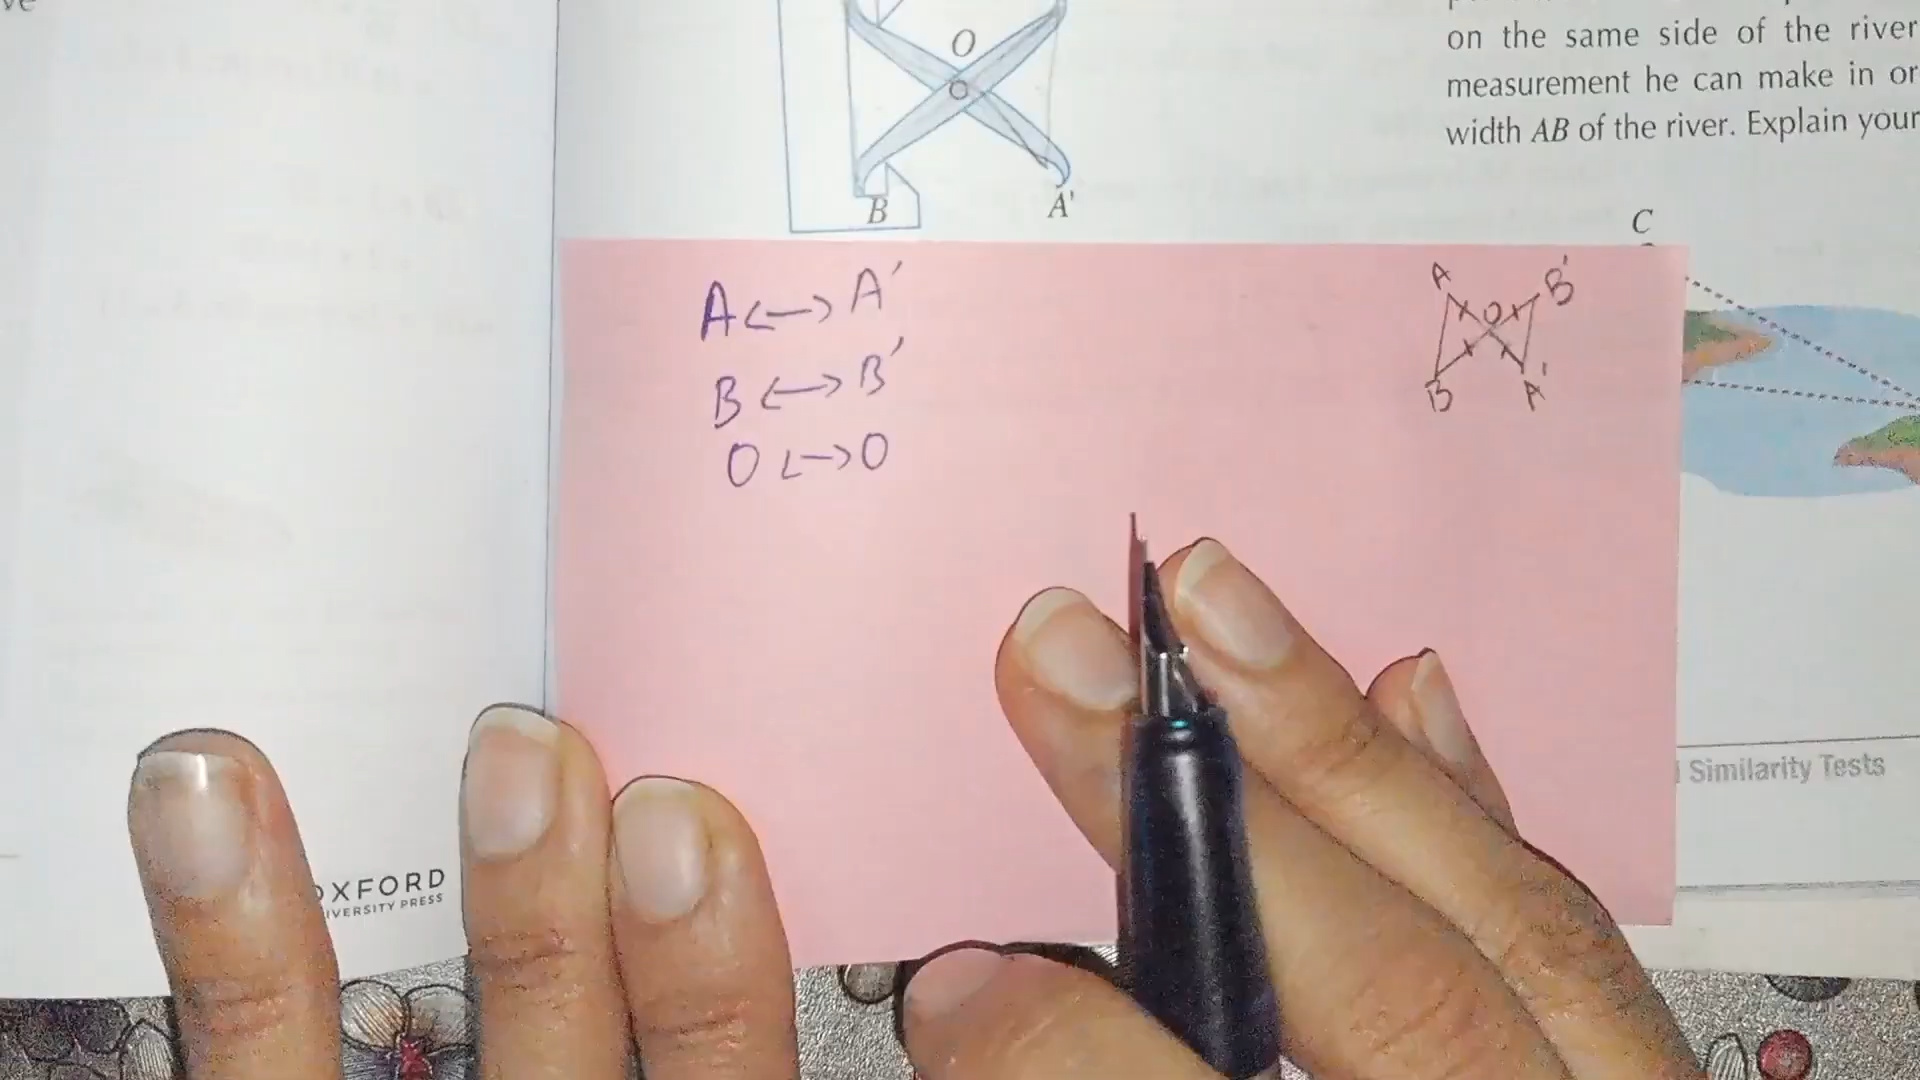 O
B
A'
on the same side of the river
measurement he can make in or
width AB of the river. Explain your
C
A <--> A'
B <--> B'
O <--> O
A
B'
O
B
A'
Similarity Tests
OXFORD
IVERSITY PRESS